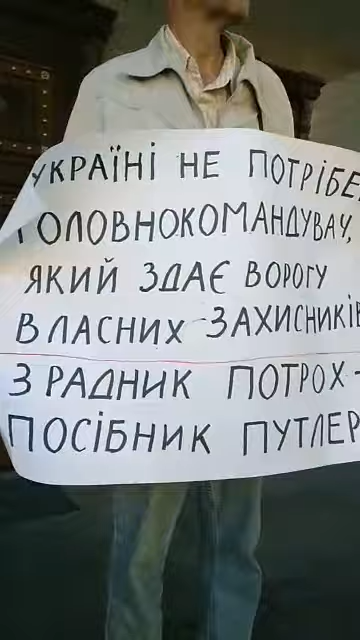 УКРАЇНІ НЕ ПОТРІБЕ
ГОЛОВНОКОМАНДУВАЧ,
ЯКИЙ ЗДАЄ ВОРОГУ
ВЛАСНИХ ЗАХИСНИКІВ
ЗРАДНИК ПОТРОХ -
ПОСІБНИК ПУТЛЕР